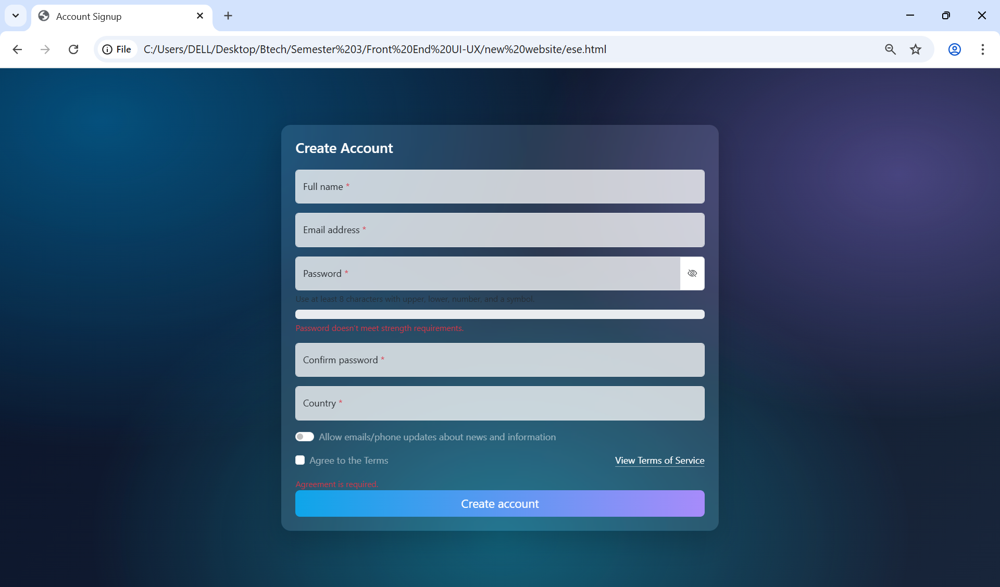 Account Signup
File
C:/Users/DELL/Desktop/Btech/Semester%203/Front%20End%20UI-UX/new%20website/ese.html
Create Account
Full name *
Email address *
Password *
Use at least 8 characters with upper, lower, number, and a symbol.
Password doesn't meet strength requirements.
Confirm password *
Country *
Allow emails/phone updates about news and information
Agree to the Terms
View Terms of Service
Agreement is required.
Create account